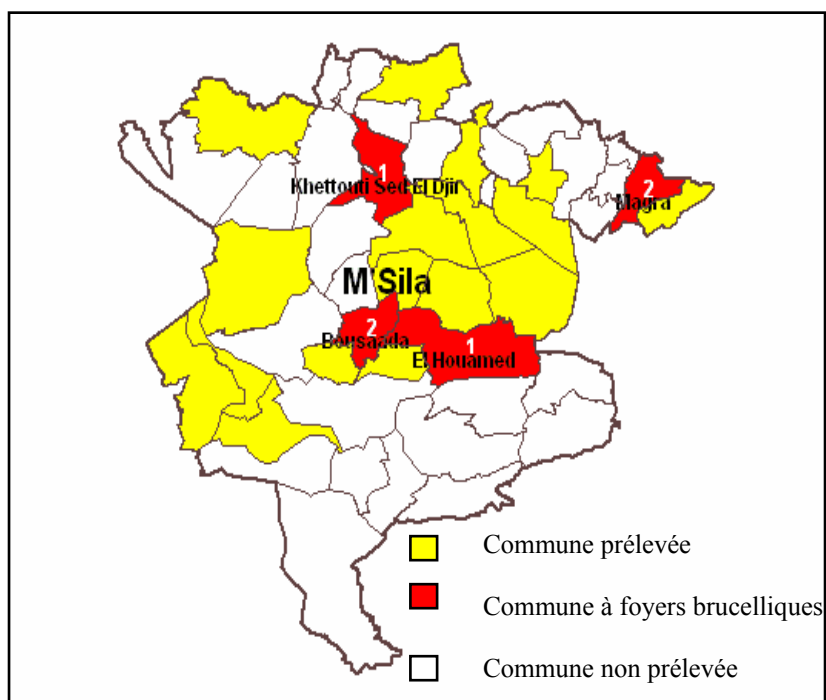 1
Khettouti Sed El Djir
2
Magra
M'Sila
2
Bousaada
1
El Houamed
Commune prélevée
Commune à foyers brucelliques
Commune non prélevée